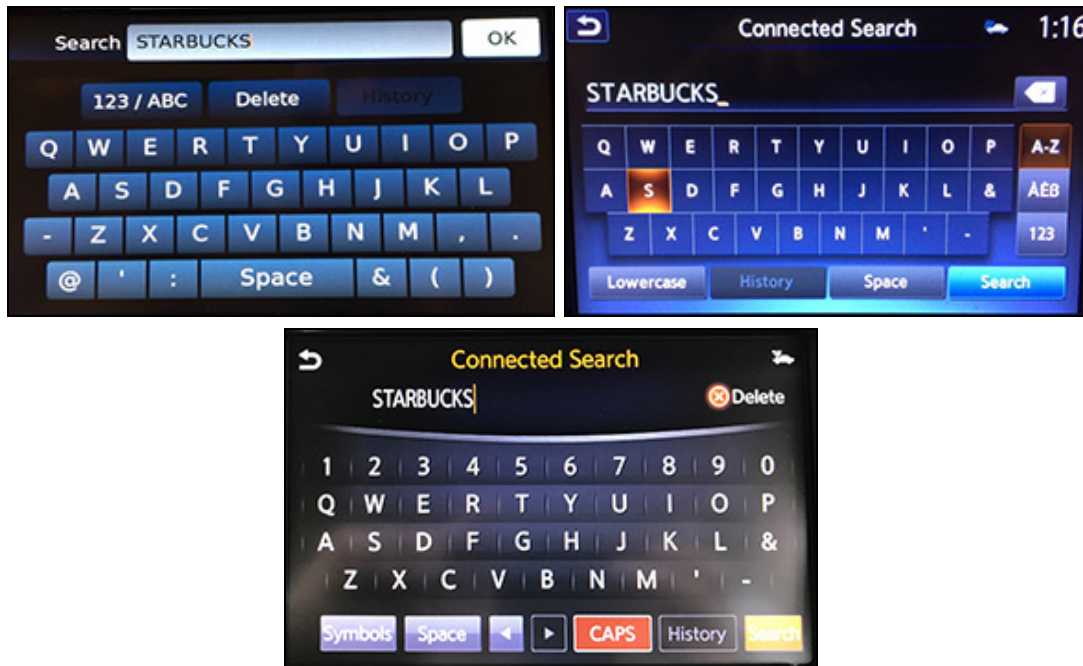 Search STARBUCKS OK
123 / ABC Delete History
Q W E R T Y U I O P
A S D F G H J K L
- Z X C V B N M , .
@ ' : Space & ( )
Connected Search 1:16
STARBUCKS_
Q W E R T Y U I O P A-Z
A S D F G H J K L & ÀÊB
Z X C V B N M ' - 123
Lowercase History Space Search
Connected Search
STARBUCKS Delete
1 2 3 4 5 6 7 8 9 0
Q W E R T Y U I O P
A S D F G H J K L &
Z X C V B N M ' -
Symbols Space CAPS History Search